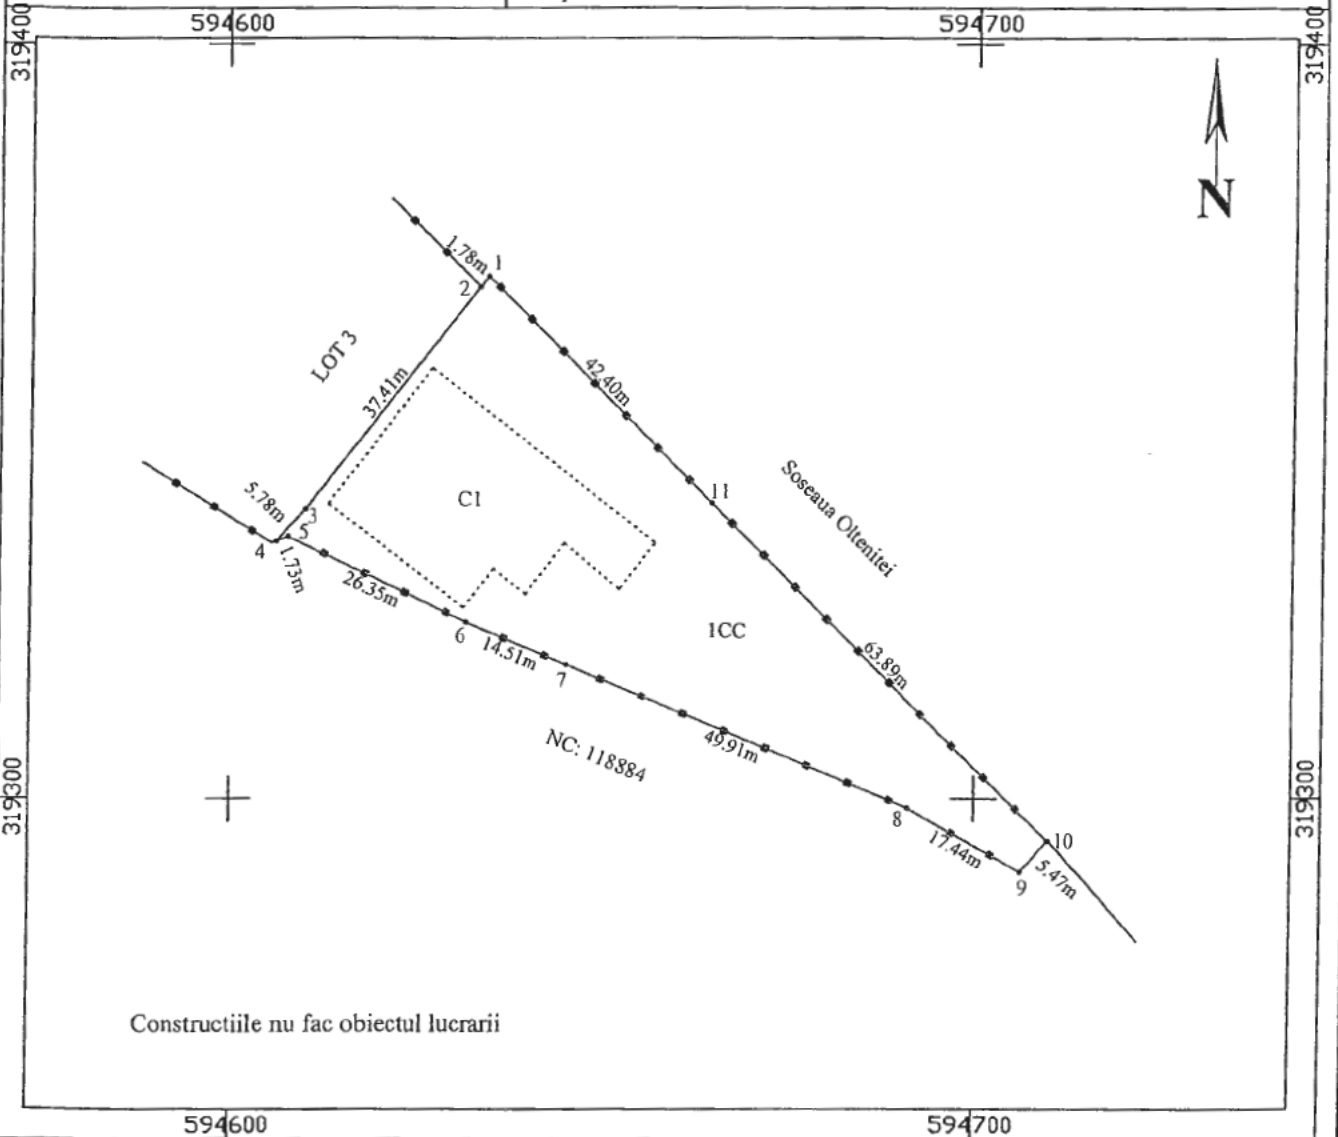 594600
594700
319400
319400
N
1.78m
1
2
LOT 3
37.41m
42.40m
11
Soseaua Oltenitei
C1
5.78m
3
5
4
1.73m
26.35m
6
14.51m
7
1CC
63.89m
NC: 118884
49.91m
8
17.44m
9
10
5.47m
319300
319300
Constructiile nu fac obiectul lucrarii
594600
594700